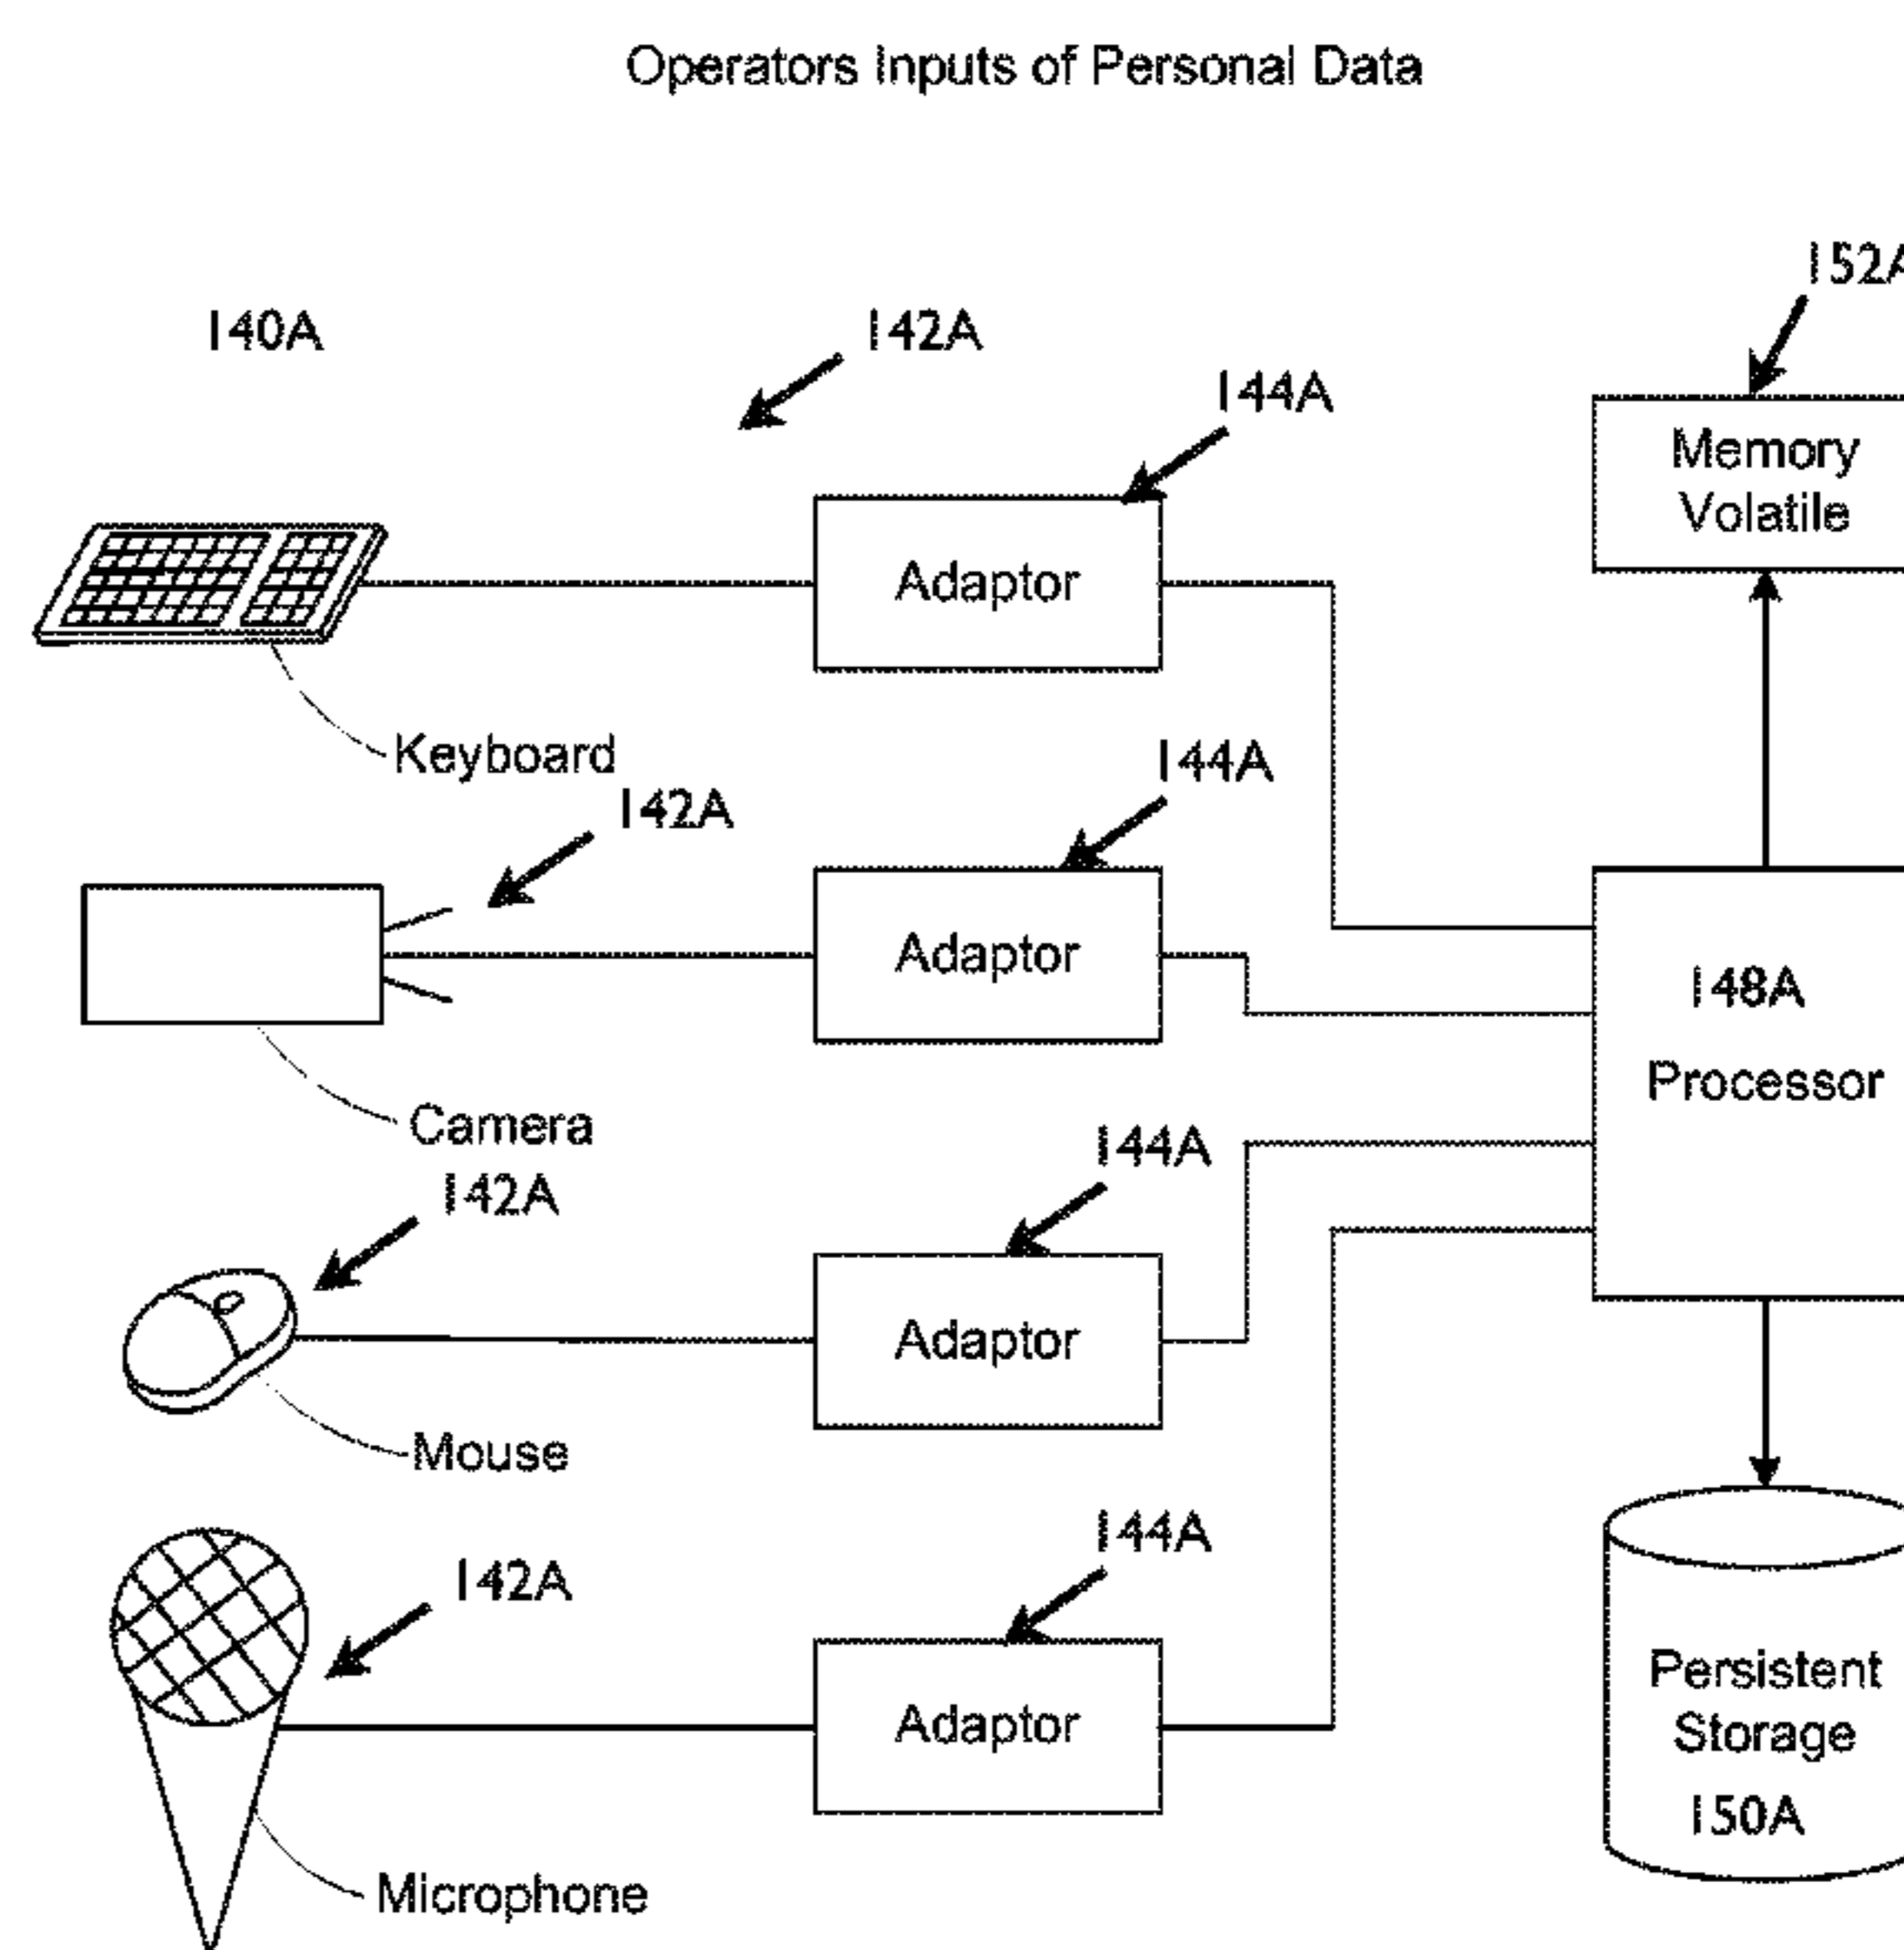 Operators Inputs of Personal Data
152A
140A
142A
144A
Memory
Volatile
Adaptor
Keyboard
144A
142A
Adaptor
148A
Processor
Camera
144A
142A
Adaptor
Mouse
144A
142A
Adaptor
Persistent
Storage
150A
Microphone